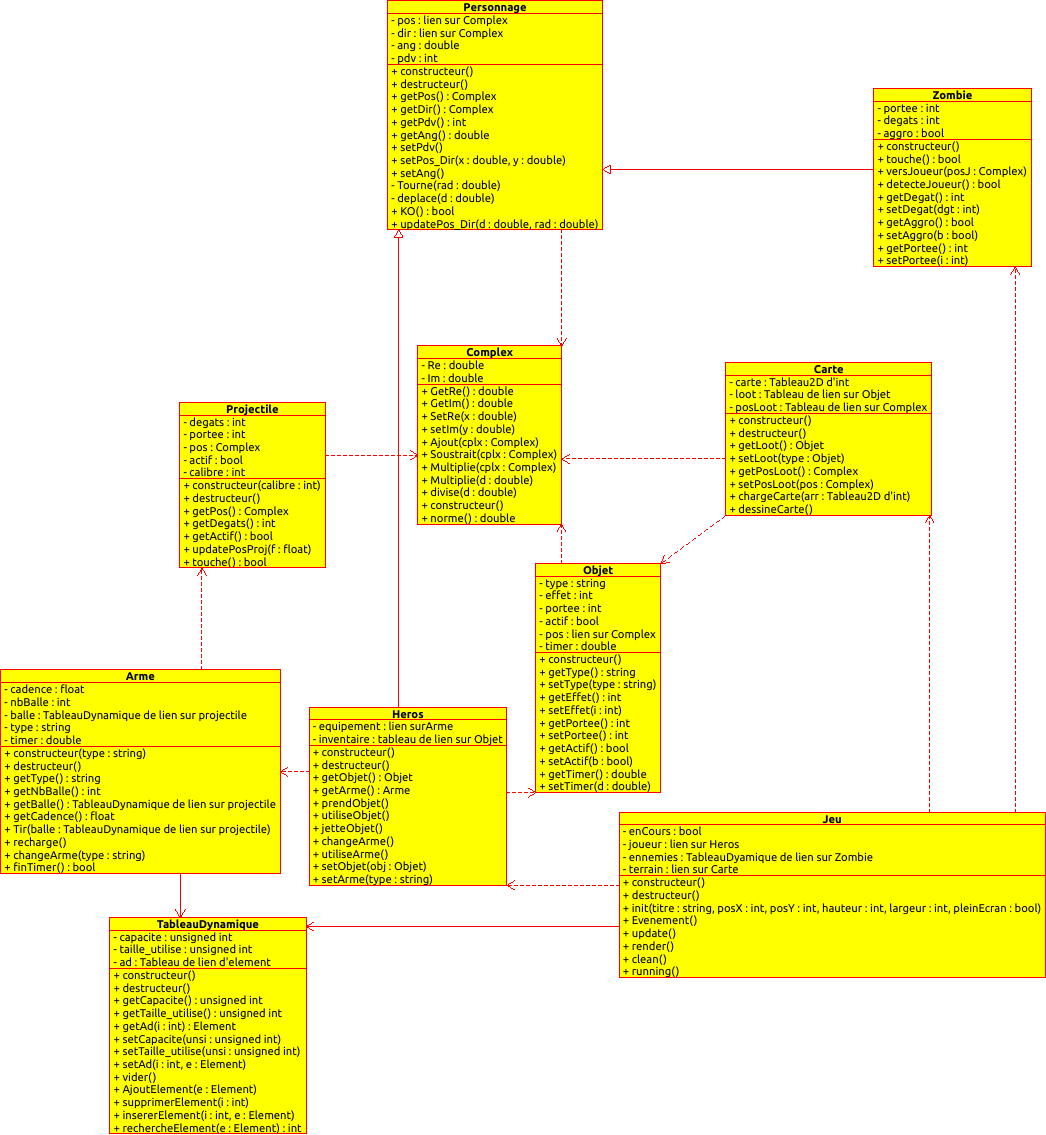 Personnage
- pos : lien sur Complex
- dir : lien sur Complex
- ang : double
- pdv : int
+ constructeur()
+ destructeur()
+ getPos() : Complex
+ getDir() : Complex
+ getPdv() : int
+ getAng() : double
+ setPdv()
+ setPos_Dir(x : double, y : double)
+ setAng()
- Tourne(rad : double)
- deplace(d : double)
+ KO() : bool
+ updatePos_Dir(d : double, rad : double)
Zombie
- portee : int
- degats : int
- aggro : bool
+ constructeur()
+ touche() : bool
+ versJoueur(posJ : Complex)
+ detecteJoueur() : bool
+ getDegat() : int
+ setDegat(dgt : int)
+ getAggro() : bool
+ setAggro(b : bool)
+ getPortee() : int
+ setPortee(i : int)
Complex
- Re : double
- Im : double
+ GetRe() : double
+ GetIm() : double
+ SetRe(x : double)
+ setIm(y : double)
+ Ajout(cplx : Complex)
+ Soustrait(cplx : Complex)
+ Multiplie(cplx : Complex)
+ Multiplie(d : double)
+ divise(d : double)
+ constructeur()
+ norme() : double
Carte
- carte : Tableau2D d'int
- loot : Tableau de lien sur Objet
- posLoot : Tableau de lien sur Complex
+ constructeur()
+ destructeur()
+ getLoot() : Objet
+ setLoot(type : Objet)
+ getPosLoot() : Complex
+ setPosLoot(pos : Complex)
+ chargeCarte(arr : Tableau2D d'int)
+ dessineCarte()
Projectile
- degats : int
- portee : int
- pos : Complex
- actif : bool
- calibre : int
+ constructeur(calibre : int)
+ destructeur()
+ getPos() : Complex
+ getDegats() : int
+ getActif() : bool
+ updatePosProj(f : float)
+ touche() : bool
Objet
- type : string
- effet : int
- portee : int
- actif : bool
- pos : lien sur Complex
- timer : double
+ constructeur()
+ getType() : string
+ setType(type : string)
+ getEffet() : int
+ setEffet(i : int)
+ getPortee() : int
+ setPortee() : int
+ getActif() : bool
+ setActif(b : bool)
+ getTimer() : double
+ setTimer(d : double)
Arme
- cadence : float
- nbBalle : int
- balle : TableauDynamique de lien sur projectile
- type : string
- timer : double
+ constructeur(type : string)
+ destructeur()
+ getType() : string
+ getNbBalle() : int
+ getBalle() : TableauDynamique de lien sur projectile
+ getCadence() : float
+ Tir(balle : TableauDynamique de lien sur projectile)
+ recharge()
+ changeArme(type : string)
+ finTimer() : bool
Heros
- equipement : lien surArme
- inventaire : tableau de lien sur Objet
+ constructeur()
+ destructeur()
+ getObjet() : Objet
+ getArme() : Arme
+ prendObjet()
+ utiliseObjet()
+ jetteObjet()
+ changeArme()
+ utiliseArme()
+ setObjet(obj : Objet)
+ setArme(type : string)
Jeu
- enCours : bool
- joueur : lien sur Heros
- ennemies : TableauDyamique de lien sur Zombie
- terrain : lien sur Carte
+ constructeur()
+ destructeur()
+ init(titre : string, posX : int, posY : int, hauteur : int, largeur : int, pleinEcran : bool)
+ Evenement()
+ update()
+ render()
+ clean()
+ running()
TableauDynamique
- capacite : unsigned int
- taille_utilise : unsigned int
- ad : Tableau de lien d'element
+ constructeur()
+ destructeur()
+ getCapacite() : unsigned int
+ getTaille_utilise() : unsigned int
+ getAd(i : int) : Element
+ setCapacite(unsi : unsigned int)
+ setTaille_utilise(unsi : unsigned int)
+ setAd(i : int, e : Element)
+ vider()
+ AjoutElement(e : Element)
+ supprimerElement(i : int)
+ insererElement(i : int, e : Element)
+ rechercheElement(e : Element) : int